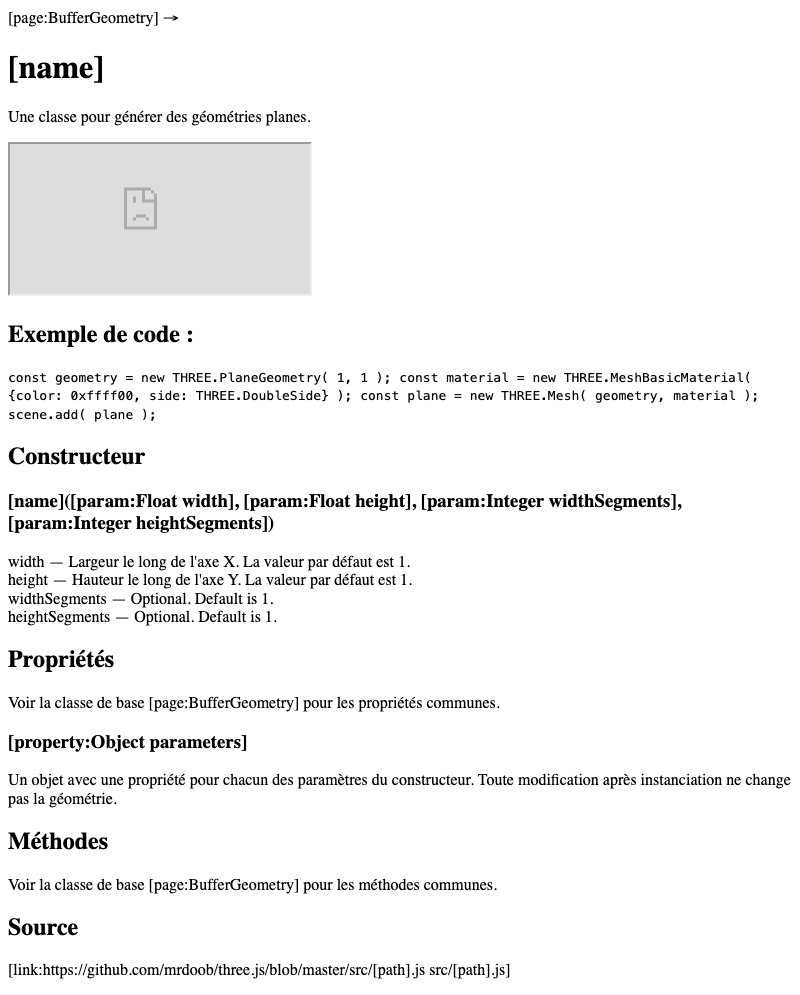 [page:BufferGeometry] →
[name]
Une classe pour générer des géométries planes.
Exemple de code :
const geometry = new THREE.PlaneGeometry( 1, 1 ); const material = new THREE.MeshBasicMaterial(
{color: 0xffff00, side: THREE.DoubleSide} ); const plane = new THREE.Mesh( geometry, material );
scene.add( plane );
Constructeur
[name]([param:Float width], [param:Float height], [param:Integer widthSegments],
[param:Integer heightSegments])
width — Largeur le long de l'axe X. La valeur par défaut est 1.
height — Hauteur le long de l'axe Y. La valeur par défaut est 1.
widthSegments — Optional. Default is 1.
heightSegments — Optional. Default is 1.
Propriétés
Voir la classe de base [page:BufferGeometry] pour les propriétés communes.
[property:Object parameters]
Un objet avec une propriété pour chacun des paramètres du constructeur. Toute modification après instanciation ne change
pas la géométrie.
Méthodes
Voir la classe de base [page:BufferGeometry] pour les méthodes communes.
Source
[link:https://github.com/mrdoob/three.js/blob/master/src/[path].js src/[path].js]